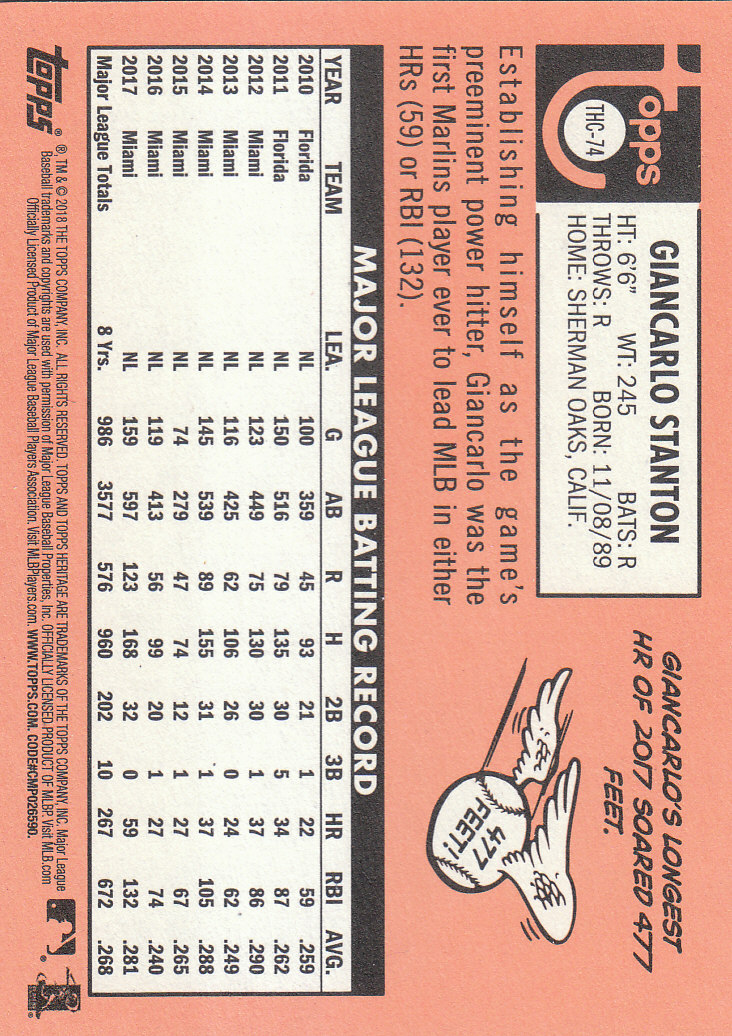 Topps
THC-74
GIANCARLO STANTON
HT: 6'6" WT: 245 BATS: R
THROWS: R BORN: 11/08/89
HOME: SHERMAN OAKS, CALIF.
GIANCARLO'S LONGEST
HR OF 2017 SOARED 477
FEET.
477
FEET!
Establishing himself as the game's
preeminent power hitter, Giancarlo was the
first Marlins player ever to lead MLB in either
HRs (59) or RBI (132).
MAJOR LEAGUE BATTING RECORD
YEAR TEAM LEA. G AB R H 2B 3B HR RBI AVG.
2010 Florida NL 100 359 45 93 21 1 22 59 .259
2011 Florida NL 150 516 79 135 30 5 34 87 .262
2012 Miami NL 123 449 75 130 30 1 37 86 .290
2013 Miami NL 116 425 62 106 26 0 24 62 .249
2014 Miami NL 145 539 89 155 31 1 37 105 .288
2015 Miami NL 74 279 47 74 12 1 27 67 .265
2016 Miami NL 119 413 56 99 20 1 27 74 .240
2017 Miami NL 159 597 123 168 32 0 59 132 .281
Major League Totals 8 Yrs. 986 3577 576 960 202 10 267 672 .268
topps®
®, TM & © 2018 THE TOPPS COMPANY, INC. ALL RIGHTS RESERVED. TOPPS AND TOPPS HERITAGE ARE TRADEMARKS OF THE TOPPS COMPANY, INC. Major League
Baseball trademarks and copyrights are used with permission of Major League Baseball Properties, Inc. OFFICIALLY LICENSED PRODUCT OF MLBP. Visit MLB.com
Officially Licensed Product of Major League Baseball Players Association. Visit MLBPlayers.com. WWW.TOPPS.COM. CODE#CMP026590.